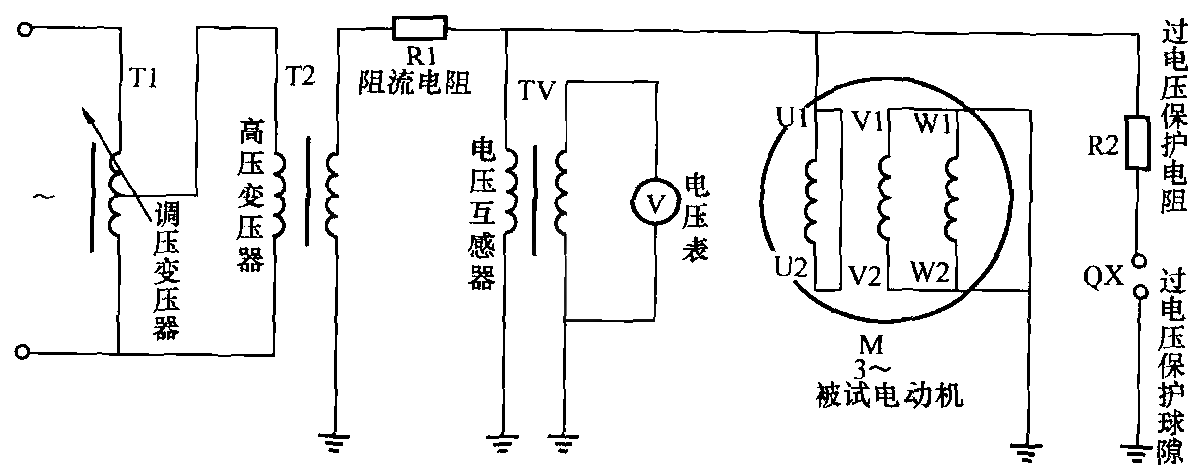 ~
T1
调压变压器
T2
高压变压器
R1
阻流电阻
TV
电压互感器
V
电压表
U1
V1
W1
U2
V2
W2
M
3~
被试电动机
R2
过电压保护电阻
QX
过电压保护球隙